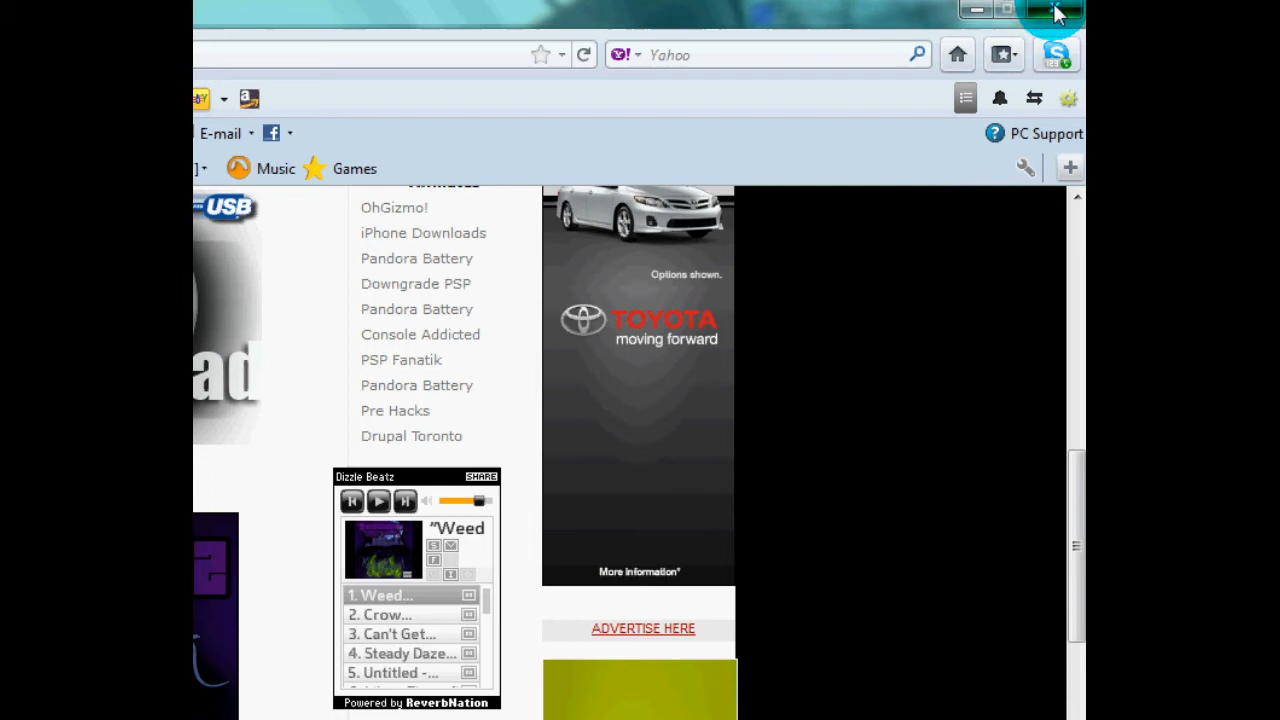 Yahoo
E-mail
PC Support
Music
Games
USB
OhGizmo!
iPhone Downloads
Pandora Battery
Downgrade PSP
Pandora Battery
Console Addicted
PSP Fanatik
Pandora Battery
Pre Hacks
Drupal Toronto
ad
Options shown.
TOYOTA
moving forward
More information*
ADVERTISE HERE
Dizzle Beatz
SHARE
"Weed
1. Weed...
2. Crow...
3. Can't Get...
4. Steady Daze...
5. Untitled -...
Powered by ReverbNation